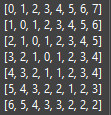 [0, 1, 2, 3, 4, 5, 6, 7]
[1, 0, 1, 2, 3, 4, 5, 6]
[2, 1, 0, 1, 2, 3, 4, 5]
[3, 2, 1, 0, 1, 2, 3, 4]
[4, 3, 2, 1, 1, 2, 3, 4]
[5, 4, 3, 2, 2, 1, 2, 3]
[6, 5, 4, 3, 3, 2, 2, 2]